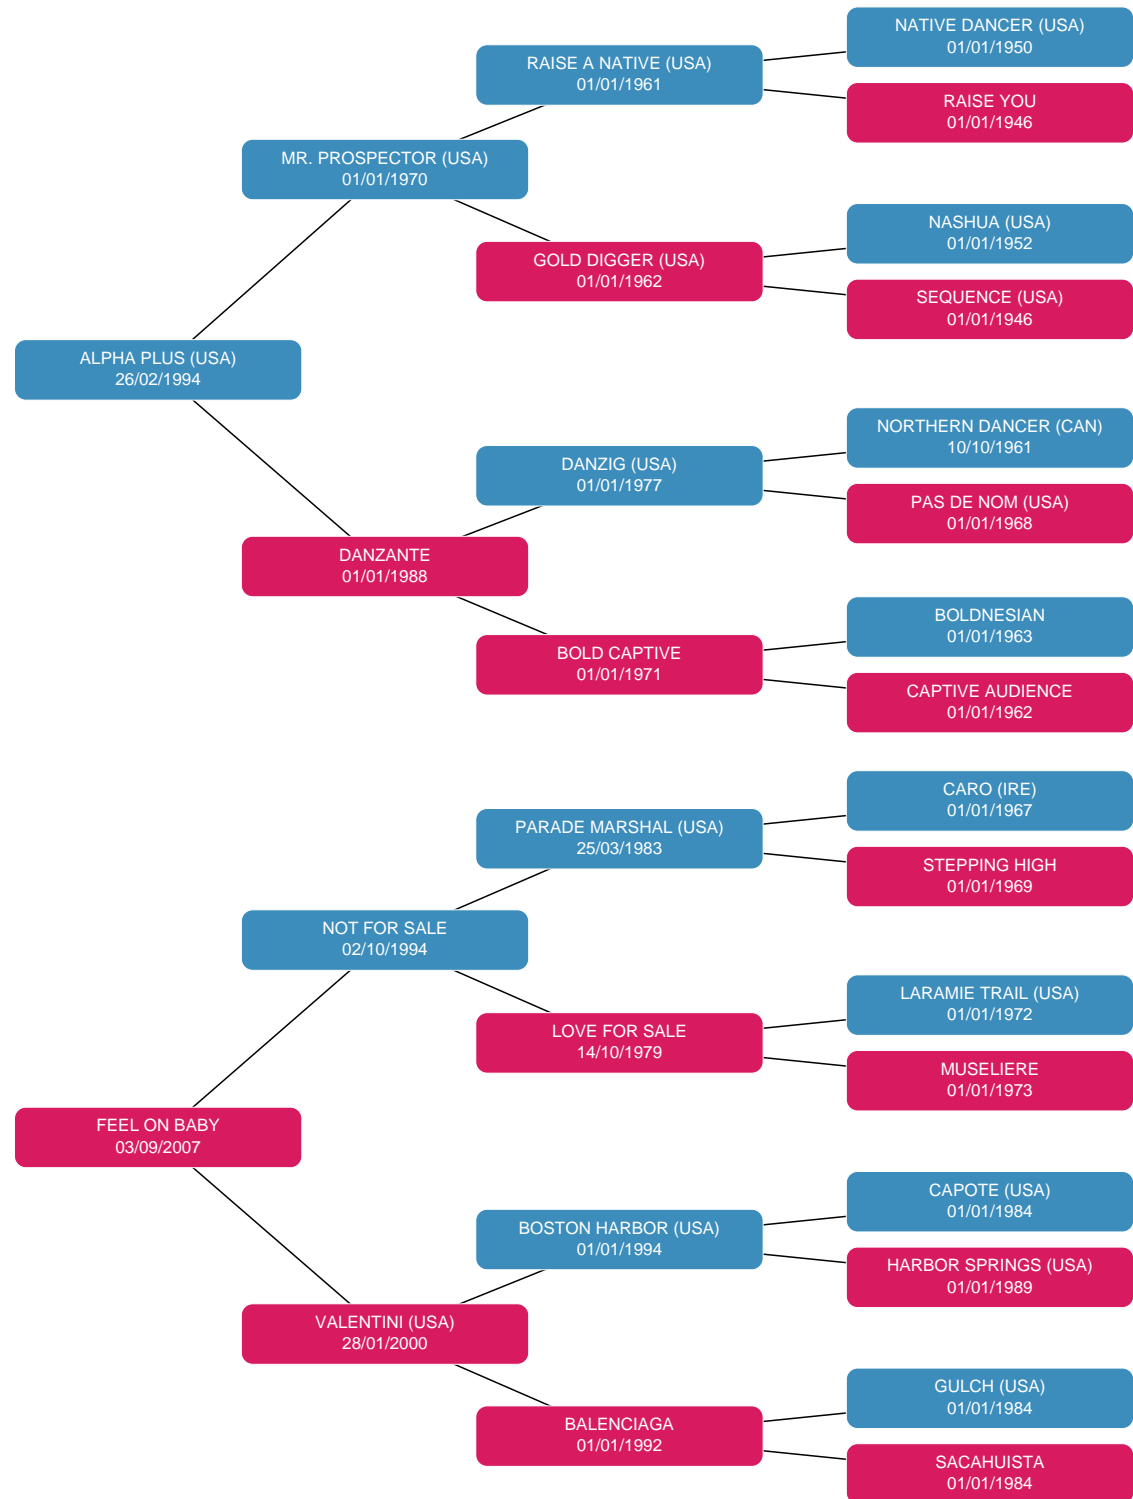 NATIVE DANCER (USA)
01/01/1950
RAISE A NATIVE (USA)
01/01/1961
RAISE YOU
01/01/1946
MR. PROSPECTOR (USA)
01/01/1970
NASHUA (USA)
01/01/1952
GOLD DIGGER (USA)
01/01/1962
SEQUENCE (USA)
01/01/1946
ALPHA PLUS (USA)
26/02/1994
NORTHERN DANCER (CAN)
10/10/1961
DANZIG (USA)
01/01/1977
PAS DE NOM (USA)
01/01/1968
DANZANTE
01/01/1988
BOLDNESIAN
01/01/1963
BOLD CAPTIVE
01/01/1971
CAPTIVE AUDIENCE
01/01/1962
CARO (IRE)
01/01/1967
PARADE MARSHAL (USA)
25/03/1983
STEPPING HIGH
01/01/1969
NOT FOR SALE
02/10/1994
LARAMIE TRAIL (USA)
01/01/1972
LOVE FOR SALE
14/10/1979
MUSELIERE
01/01/1973
FEEL ON BABY
03/09/2007
CAPOTE (USA)
01/01/1984
BOSTON HARBOR (USA)
01/01/1994
HARBOR SPRINGS (USA)
01/01/1989
VALENTINI (USA)
28/01/2000
GULCH (USA)
01/01/1984
BALENCIAGA
01/01/1992
SACAHUISTA
01/01/1984